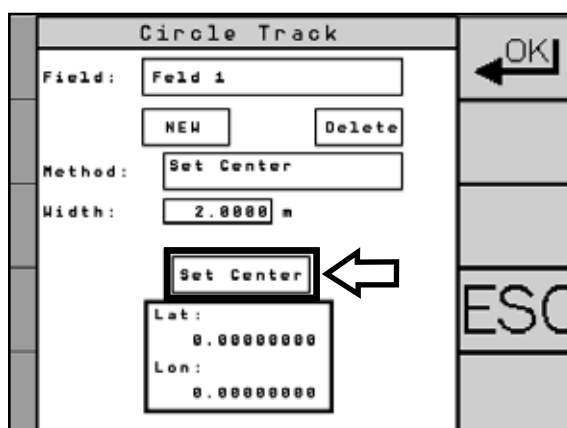 Circle Track
OK
Field: Feld 1
NEW Delete
Method: Set Center
Width: 2.0000 m
Set Center
ESC
Lat:
0.00000000
Lon:
0.00000000